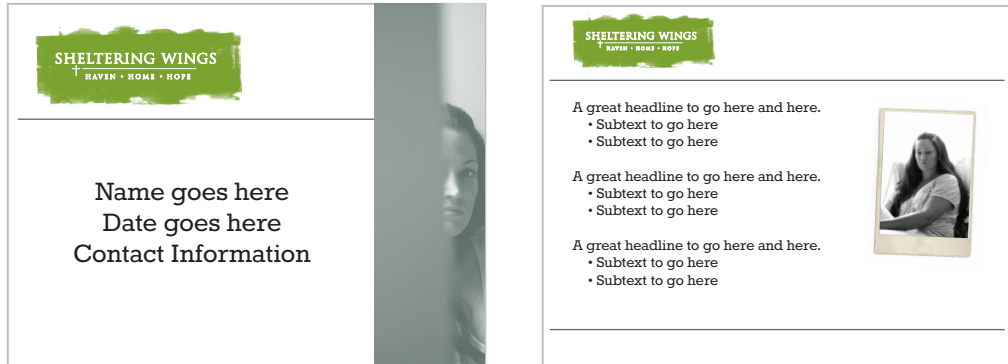 SHELTERING WINGS
HAVEN • HOME • HOPE
Name goes here
Date goes here
Contact Information
SHELTERING WINGS
HAVEN • HOME • HOPE
A great headline to go here and here.
• Subtext to go here
• Subtext to go here
A great headline to go here and here.
• Subtext to go here
• Subtext to go here
A great headline to go here and here.
• Subtext to go here
• Subtext to go here